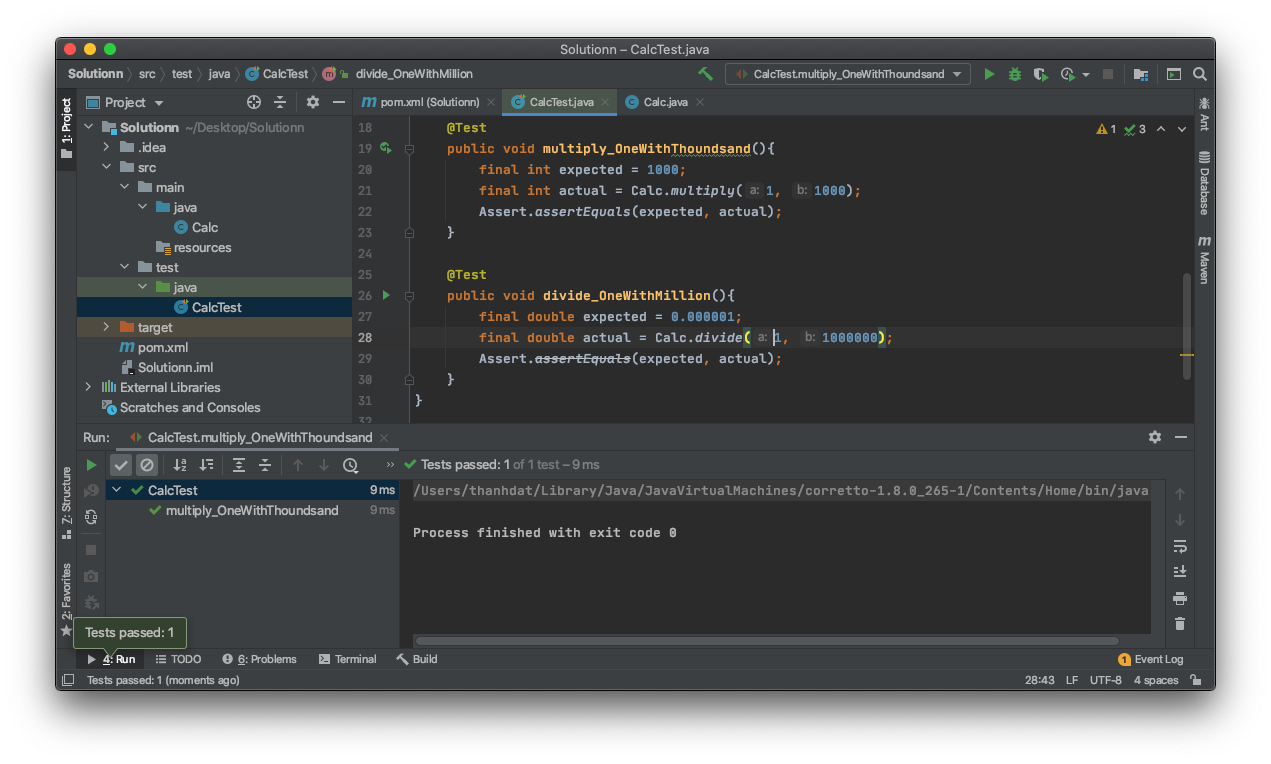 Solutionn – CalcTest.java
Solutionn src test java CalcTest divide_OneWithMillion
CalcTest.multiply_OneWithThoundsand
1: Project
Project
pom.xml (Solutionn)
CalcTest.java
Calc.java
Solutionn ~/Desktop/Solutionn
.idea
src
main
java
Calc
resources
test
java
CalcTest
target
pom.xml
Solutionn.iml
External Libraries
Scratches and Consoles
1 3
18 @Test
19 public void multiply_OneWithThoundsand(){
20 final int expected = 1000;
21 final int actual = Calc.multiply( a: 1, b: 1000);
22 Assert.assertEquals(expected, actual);
23 }
24
25 @Test
26 public void divide_OneWithMillion(){
27 final double expected = 0.000001;
28 final double actual = Calc.divide( a: 1, b: 1000000);
29 Assert.assertEquals(expected, actual);
30 }
31 }
32
Ant
Database
Maven
Run: CalcTest.multiply_OneWithThoundsand
Tests passed: 1 of 1 test – 9 ms
CalcTest 9 ms
multiply_OneWithThoundsand 9 ms
/Users/thanhdat/Library/Java/JavaVirtualMachines/corretto-1.8.0_265-1/Contents/Home/bin/java
Process finished with exit code 0
Z: Structure
2: Favorites
Tests passed: 1
4: Run
TODO
6: Problems
Terminal
Build
1 Event Log
Tests passed: 1 (moments ago)
28:43 LF UTF-8 4 spaces